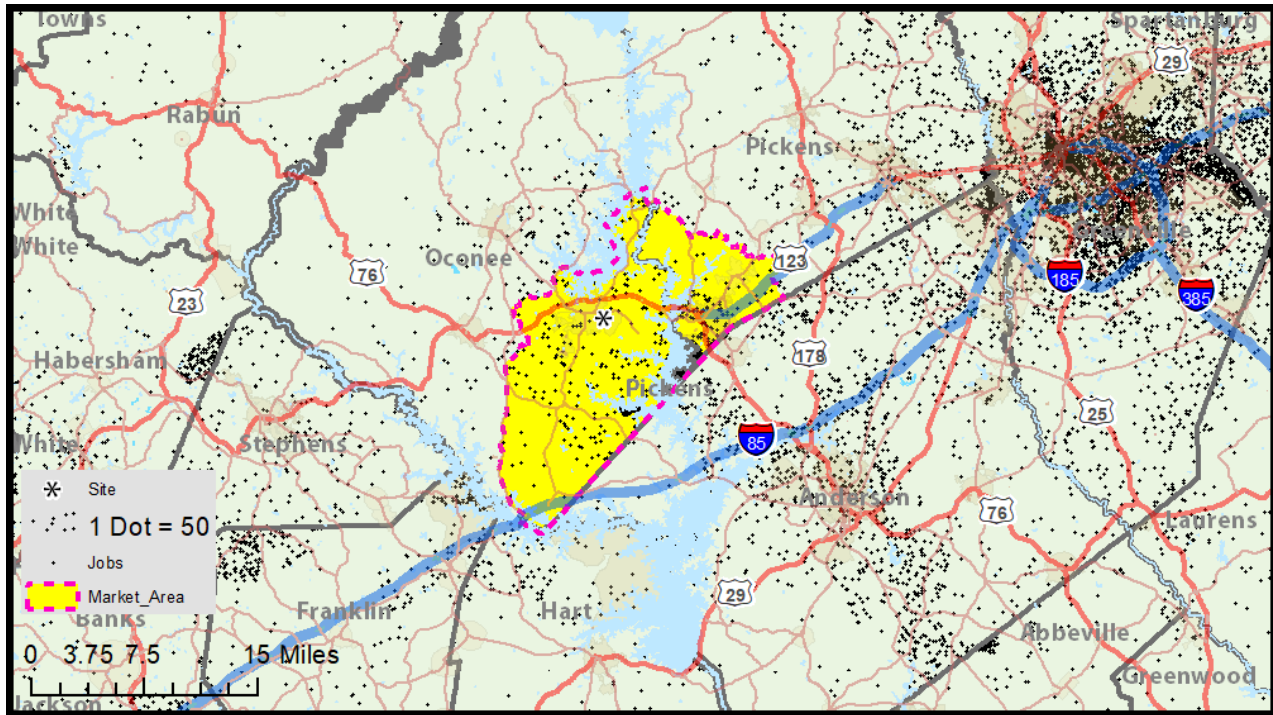 Towns
Spartanburg
29
Rabun
Pickens
White
White
Greenville
Oconee
123
76
185
385
23
Habersham
178
Pickens
25
85
White
Stephens
Anderson
76
Laurens
Site
1 Dot = 50
Jobs
Market_Area
29
Banks
Franklin
Hart
Abbeville
0 3.75 7.5 15 Miles
Greenwood
Jackson